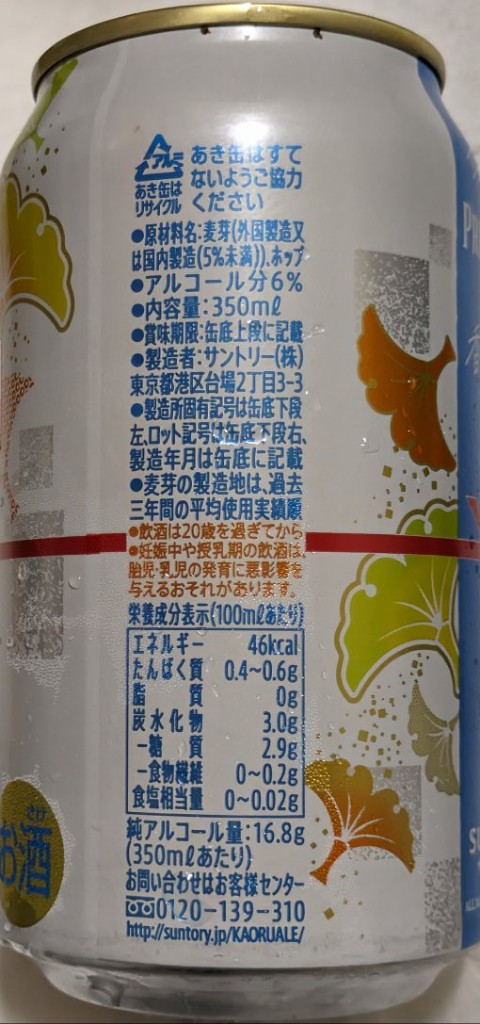 アルミ
あき缶はすて
ないようご協力
ください
あき缶は
リサイクル
●原材料名:麦芽(外国製造又
は国内製造(5%未満))、ホップ
●アルコール分6%
●内容量:350mℓ
●賞味期限:缶底上段に記載
●製造者:サントリー(株)
東京都港区台場2丁目3-3
●製造所固有記号は缶底下段
左、ロット記号は缶底下段右、
製造年月は缶底に記載
●麦芽の製造地は、過去
三年間の平均使用実績順
●飲酒は20歳を過ぎてから
●妊娠中や授乳期の飲酒は、
胎児・乳児の発育に悪影響を
与えるおそれがあります。
栄養成分表示(100mℓあたり)
エネルギー 46kcal
たんぱく質 0.4~0.6g
脂質 0g
炭水化物 3.0g
－糖質 2.9g
－食物繊維 0~0.2g
食塩相当量 0~0.02g
純アルコール量:16.8g
(350mℓあたり)
お問い合わせはお客様センター
0120-139-310
http://suntory.jp/KAORUALE/
さけ
お酒